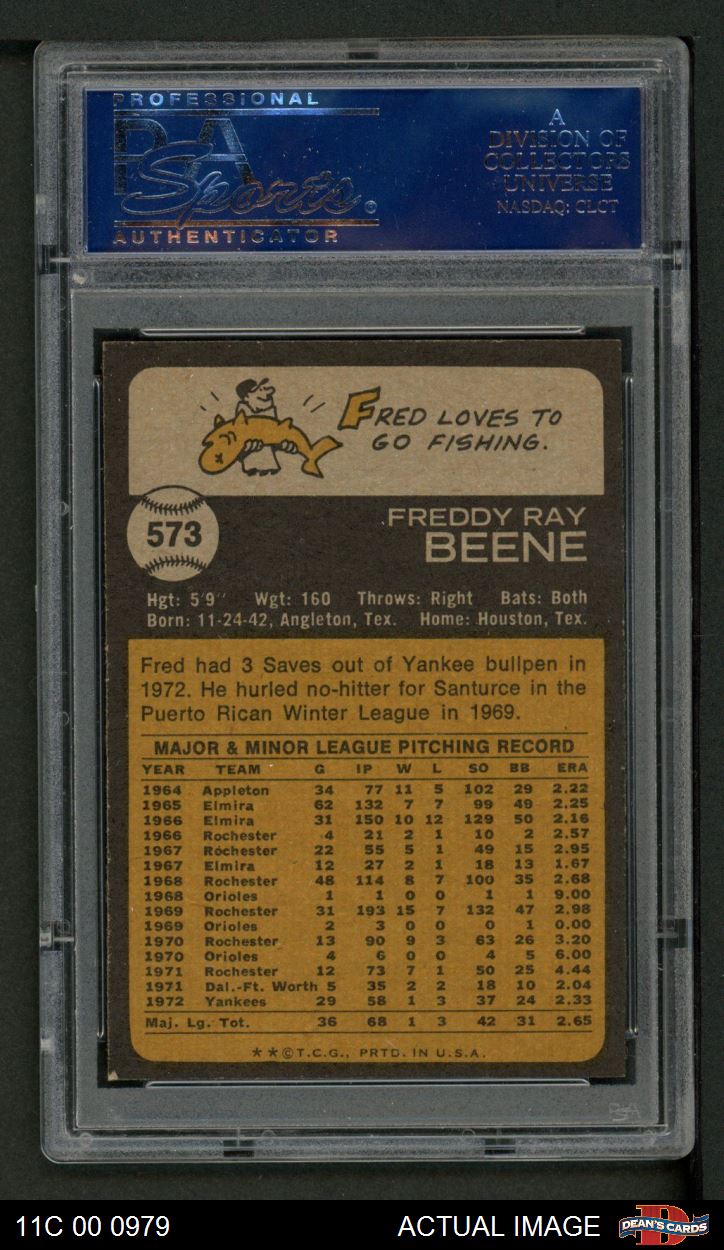 PROFESSIONAL
PSA
Sports
AUTHENTICATOR
A
DIVISION OF
COLLECTORS
UNIVERSE
NASDAQ: CLCT
FRED LOVES TO
GO FISHING.
573
FREDDY RAY
BEENE
Hgt: 5'9" Wgt: 160 Throws: Right Bats: Both
Born: 11-24-42, Angleton, Tex. Home: Houston, Tex.
Fred had 3 Saves out of Yankee bullpen in
1972. He hurled no-hitter for Santurce in the
Puerto Rican Winter League in 1969.
MAJOR & MINOR LEAGUE PITCHING RECORD
YEAR TEAM G IP W L SO BB ERA
1964 Appleton 34 77 11 5 102 29 2.22
1965 Elmira 62 132 7 7 99 49 2.25
1966 Elmira 31 150 10 12 129 50 2.16
1966 Rochester 4 21 2 1 10 2 2.57
1967 Rochester 22 55 5 1 49 15 2.95
1967 Elmira 12 27 2 1 18 13 1.67
1968 Rochester 48 114 8 7 100 35 2.68
1968 Orioles 1 1 0 0 1 1 9.00
1969 Rochester 31 193 15 7 132 47 2.98
1969 Orioles 2 3 0 0 0 1 0.00
1970 Rochester 13 90 9 3 63 26 3.20
1970 Orioles 4 6 0 0 4 5 6.00
1971 Rochester 12 73 7 1 50 25 4.44
1971 Dal.-Ft. Worth 5 35 2 2 18 10 2.04
1972 Yankees 29 58 1 3 37 24 2.33
Maj. Lg. Tot. 36 68 1 3 42 31 2.65
**©T.C.G., PRTD. IN U.S.A.
PSA
11C 00 0979 ACTUAL IMAGE
DEAN'S CARDS